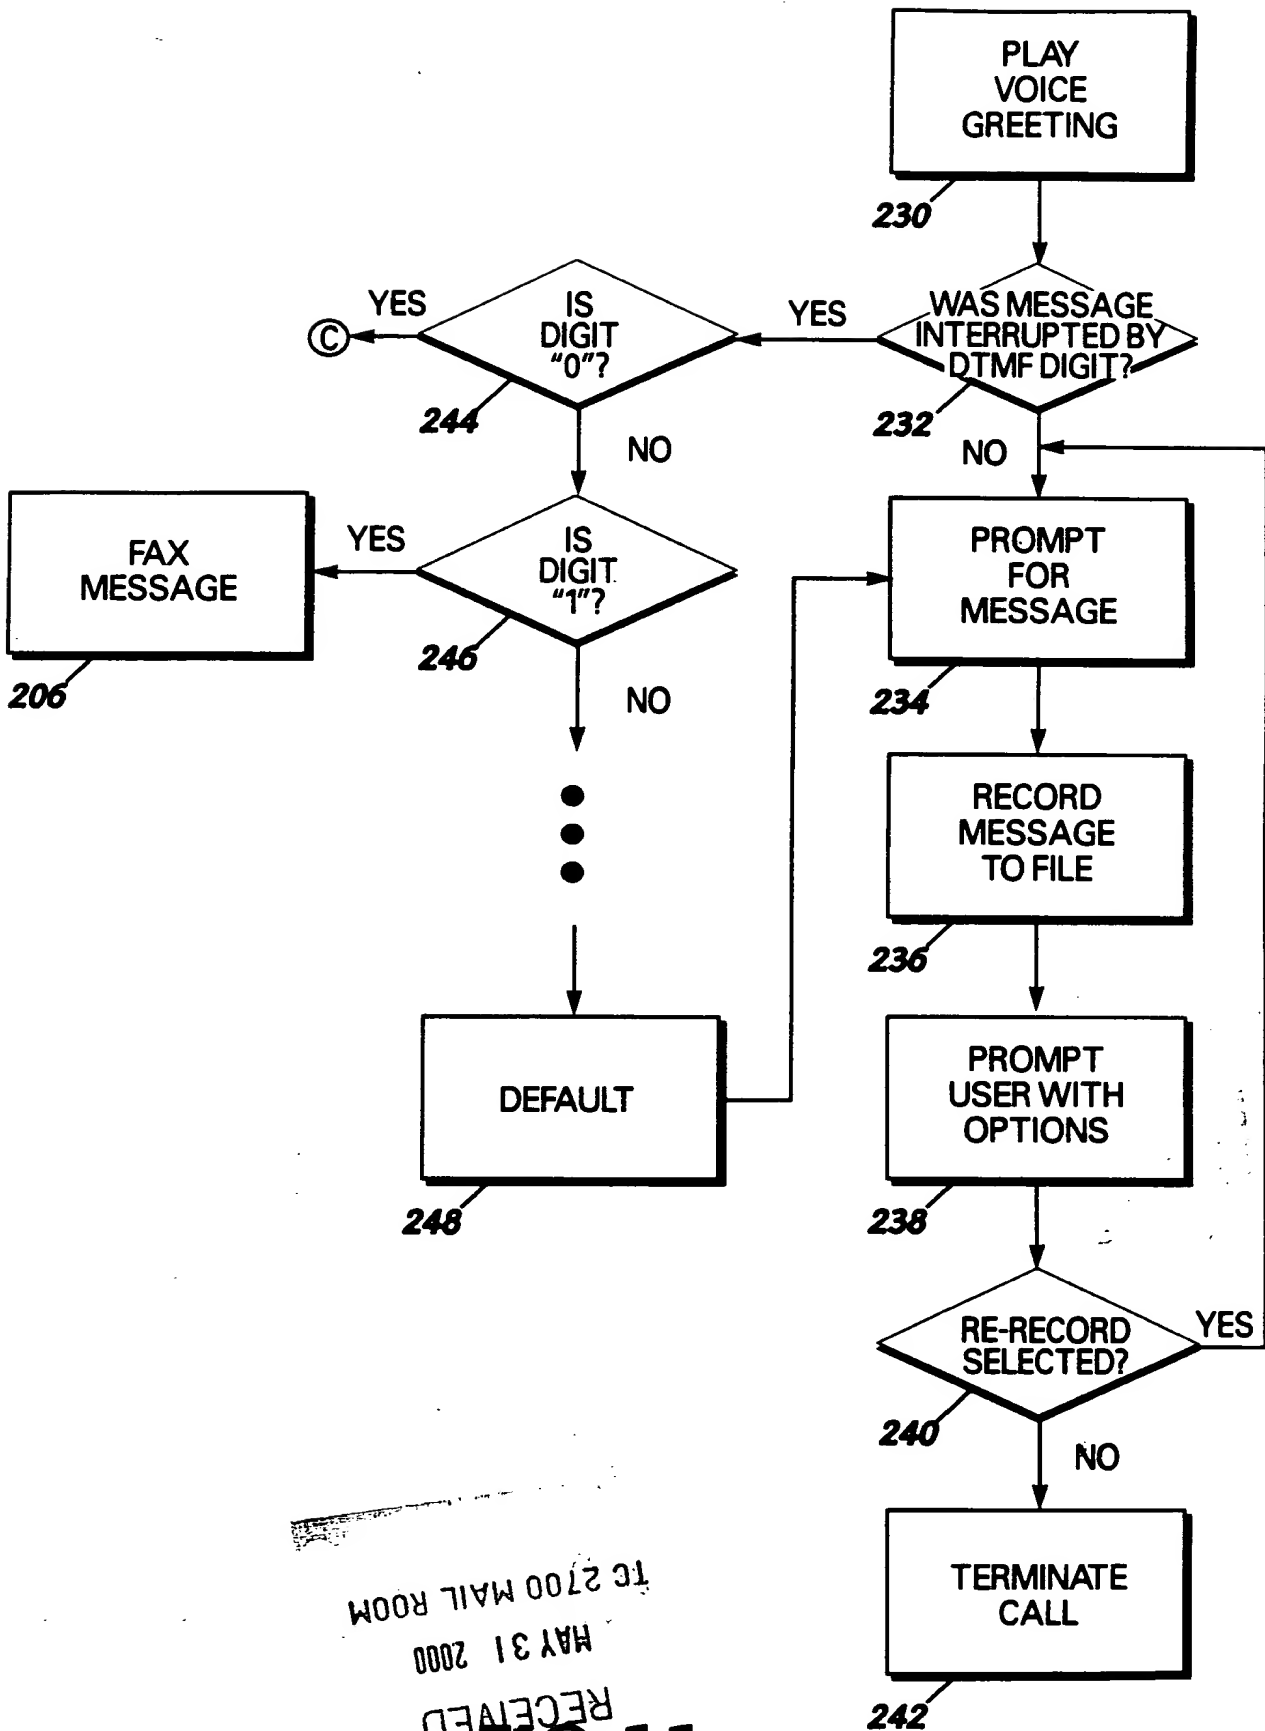 PLAY
VOICE
GREETING
230
WAS MESSAGE
INTERRUPTED BY
DTMF DIGIT?
232
YES
IS
DIGIT
"0"?
244
YES
C
NO
NO
IS
DIGIT
"1"?
246
YES
FAX
MESSAGE
206
NO
PROMPT
FOR
MESSAGE
234
RECORD
MESSAGE
TO FILE
236
DEFAULT
248
PROMPT
USER WITH
OPTIONS
238
RE-RECORD
SELECTED?
240
YES
NO
TERMINATE
CALL
242
RECEIVED
MAY 31 2000
TC 2700 MAIL ROOM